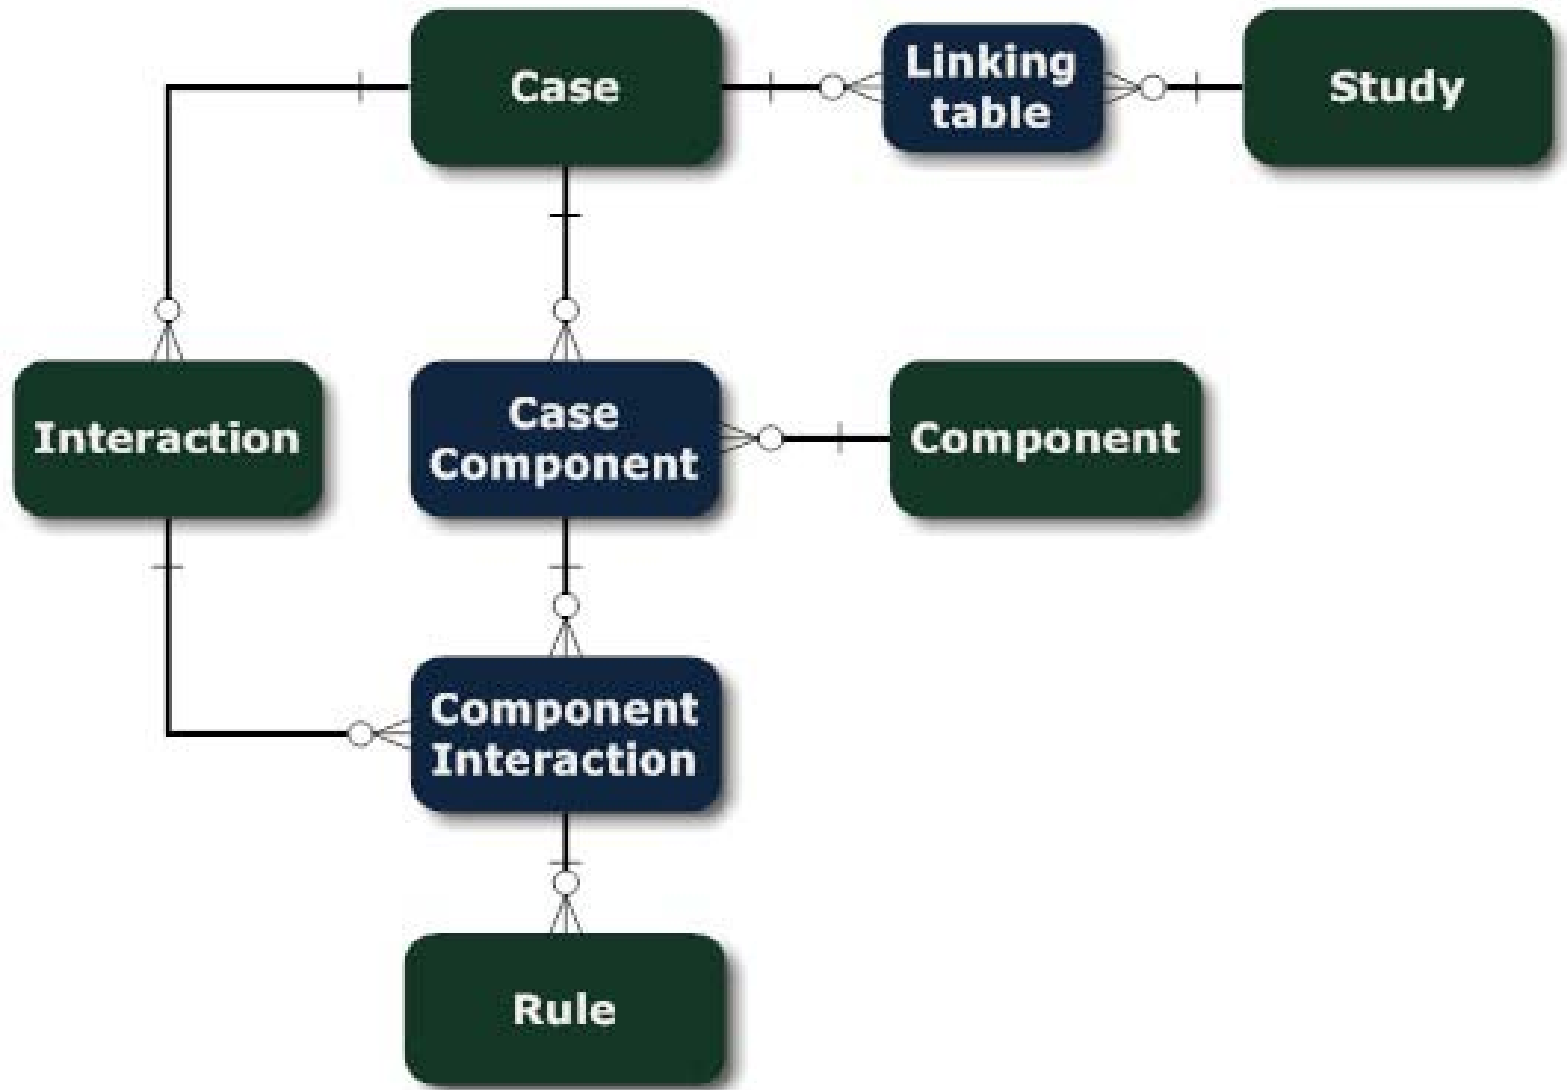 Case
Linking
table
Study
Interaction
Case
Component
Component
Component
Interaction
Rule